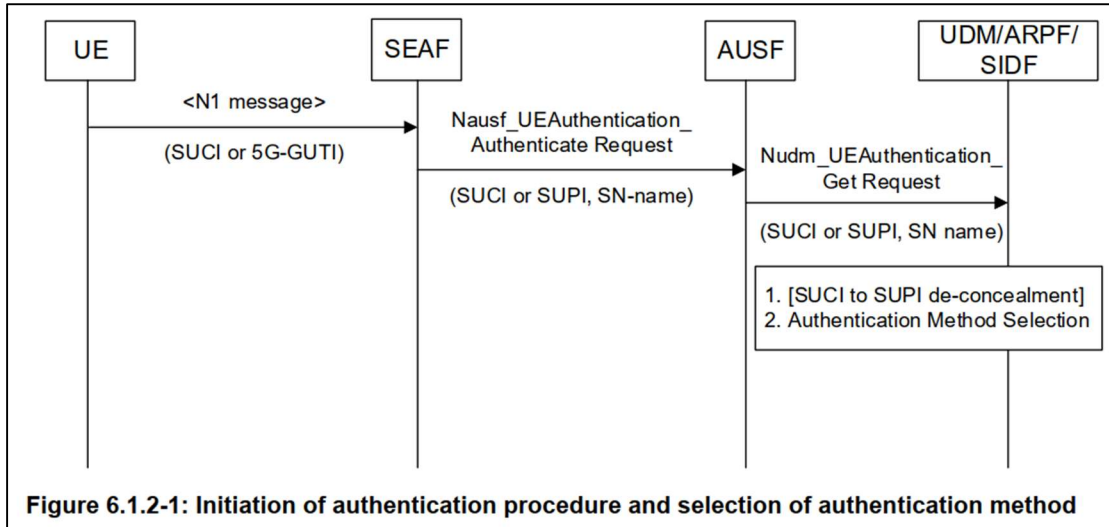 UE
SEAF
AUSF
UDM/ARPF/
SIDF
<N1 message>
(SUCI or 5G-GUTI)
Nausf_UEAuthentication_
Authenticate Request
(SUCI or SUPI, SN-name)
Nudm_UEAuthentication_
Get Request
(SUCI or SUPI, SN name)
1. [SUCI to SUPI de-concealment]
2. Authentication Method Selection
Figure 6.1.2-1: Initiation of authentication procedure and selection of authentication method